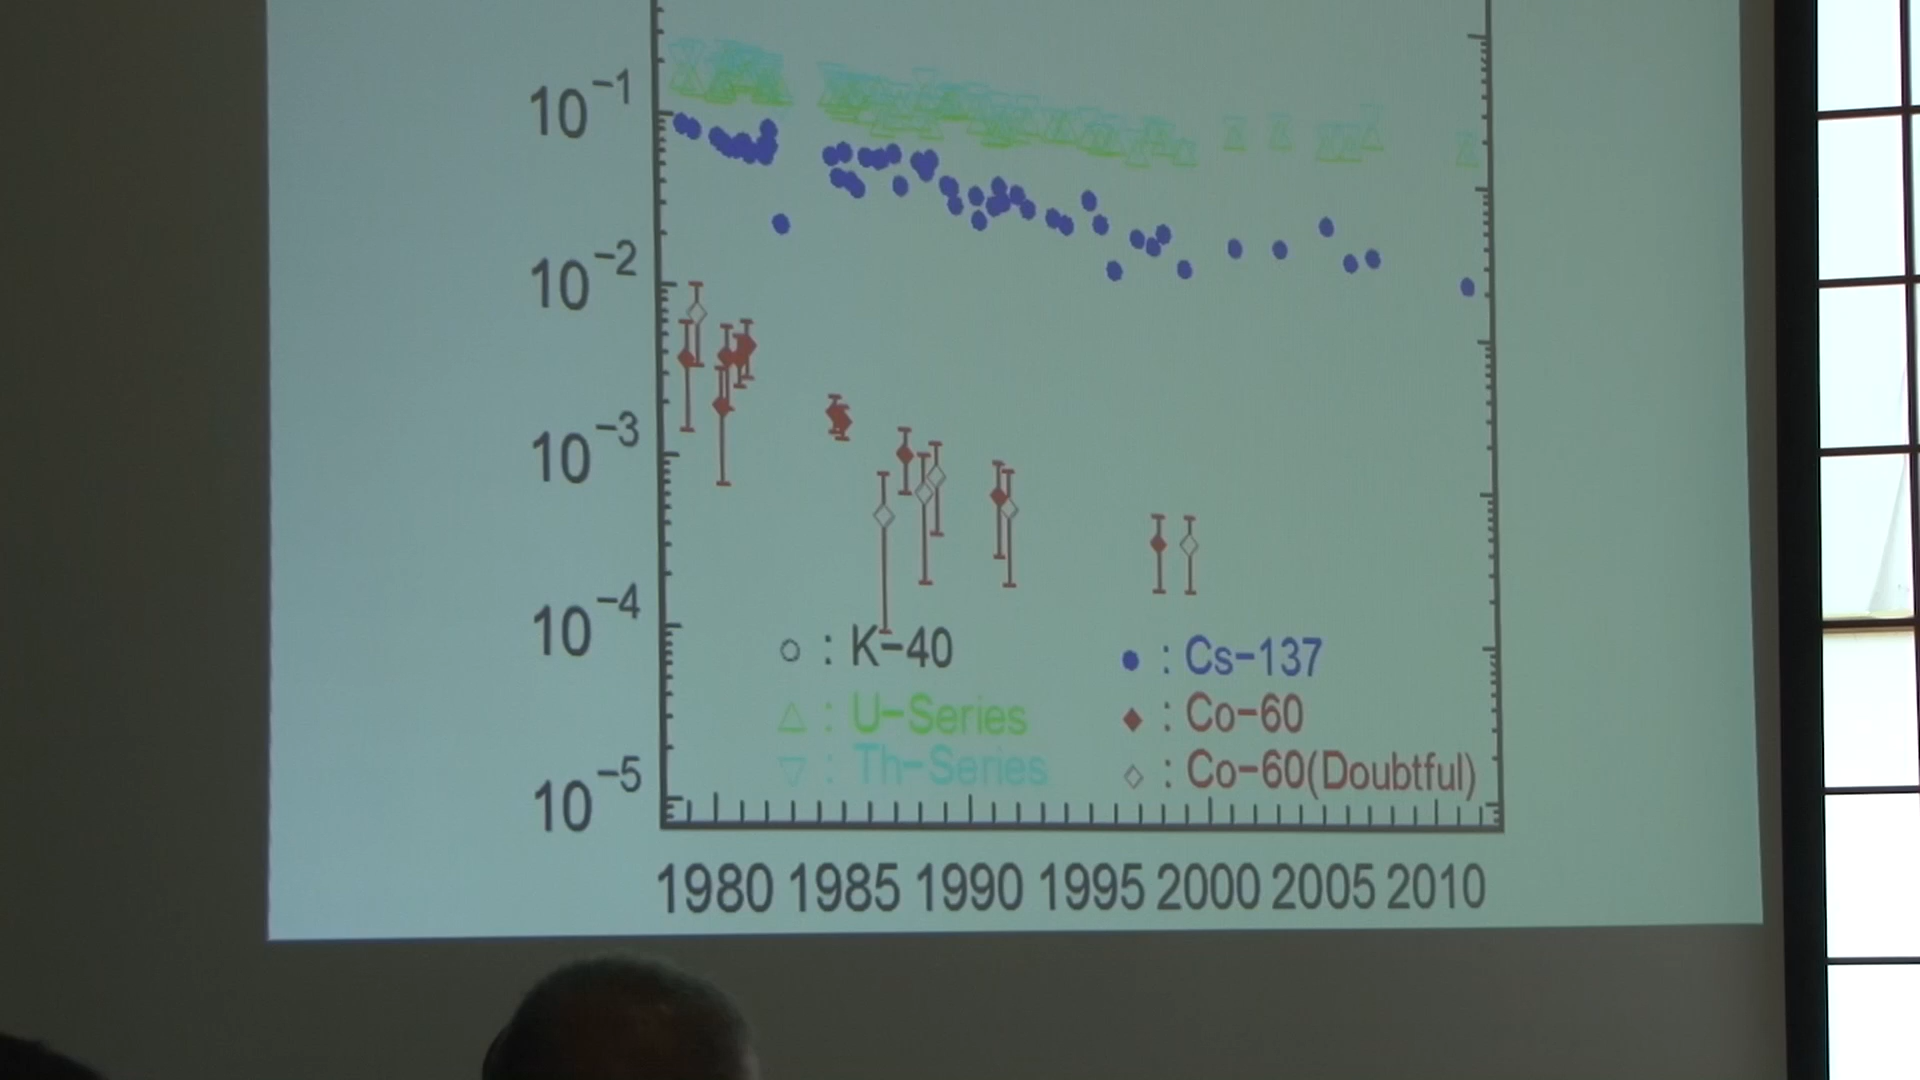 10⁻¹
10⁻²
10⁻³
10⁻⁴
10⁻⁵
○ : K-40
△ : U-Series
▽ : Th-Series
● : Cs-137
◆ : Co-60
◇ : Co-60(Doubtful)
1980 1985 1990 1995 2000 2005 2010